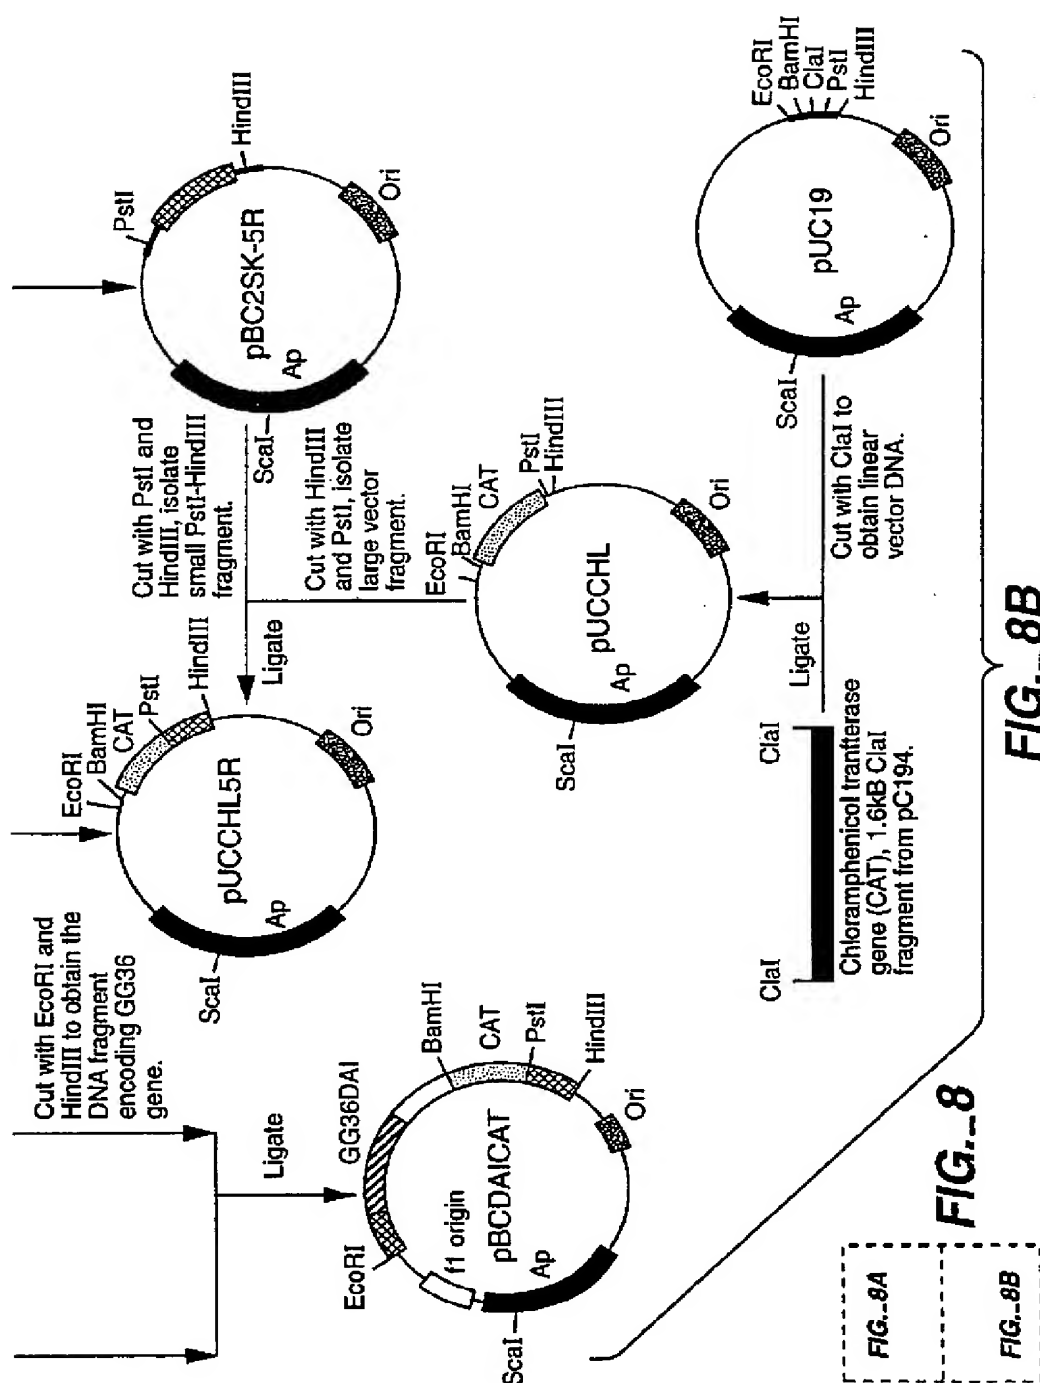 Cut with EcoRI and
HindIII to obtain the
DNA fragment
encoding GG36
gene.
Ligate
EcoRI
f1 origin
GG36DAI
BamHI
CAT
PstI
HindIII
Ori
pBCDAICAT
Ap
ScaI
EcoRI
BamHI
CAT
PstI
HindIII
Ori
pUCCHL5R
Ap
ScaI
Ligate
Cut with PstI and
HindIII, isolate
small PstI-HindIII
fragment.
Cut with HindIII
and PstI, isolate
large vector
fragment.
PstI
HindIII
Ori
pBC2SK-5R
Ap
ScaI
EcoRI
BamHI
CAT
PstI
HindIII
Ori
pUCCHL
Ap
ScaI
ClaI
ClaI
Chloramphenicol tranfterase
gene (CAT), 1.6kB ClaI
fragment from pC194.
Ligate
Cut with ClaI to
obtain linear
vector DNA.
EcoRI
BamHI
ClaI
PstI
HindIII
Ori
pUC19
Ap
ScaI
FIG._8A
FIG._8B
FIG._8
FIG._8B